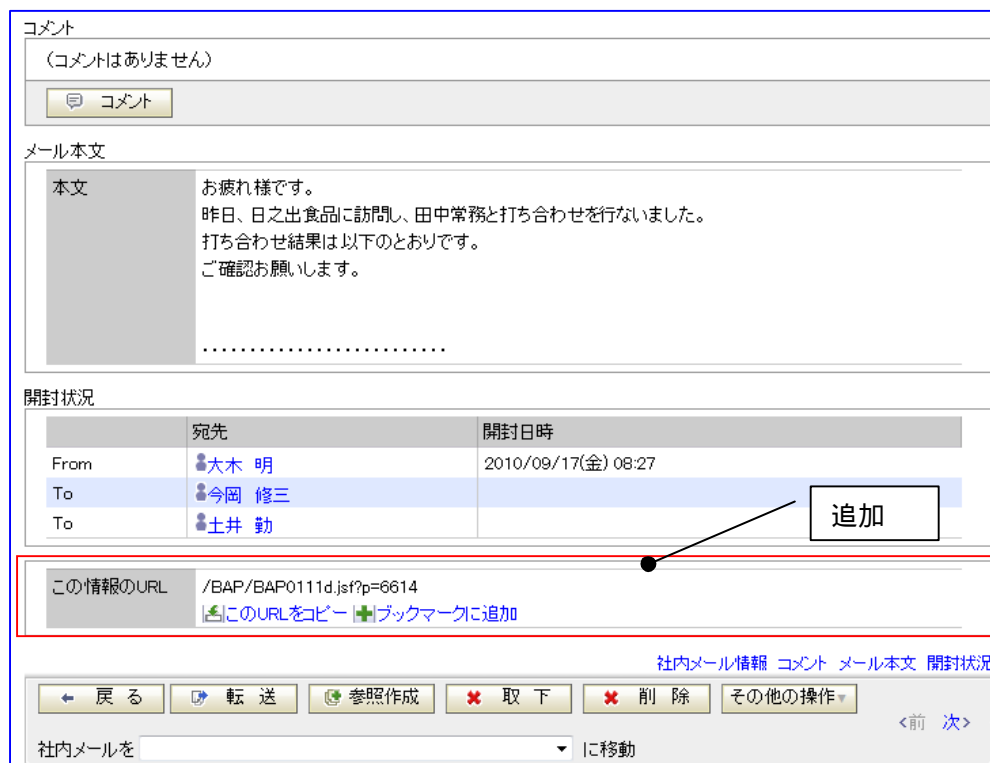 コメント
(コメントはありません)
コメント
メール本文
本文 お疲れ様です。
昨日、日之出食品に訪問し、田中常務と打ち合わせを行ないました。
打ち合わせ結果は以下のとおりです。
ご確認お願いします。
・・・・・・・・・・・・・・・・・・・・・・・・・・
開封状況
宛先 開封日時
From 大木 明 2010/09/17(金) 08:27
To 今岡 修三
To 土井 勤
追加
この情報のURL /BAP/BAP0111d.jsf?p=6614
このURLをコピー ブックマークに追加
社内メール情報 コメント メール本文 開封状況
戻 る 転 送 参照作成 取 下 削 除 その他の操作▼
<前 次>
社内メールを に移動